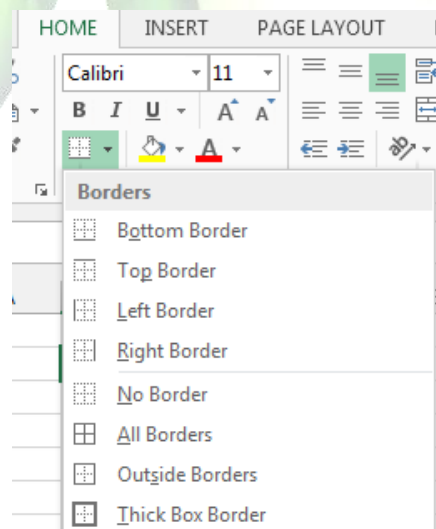 HOME INSERT PAGE LAYOUT
Calibri 11
B I U A A
A
Borders
Bottom Border
Top Border
Left Border
Right Border
No Border
All Borders
Outside Borders
Thick Box Border